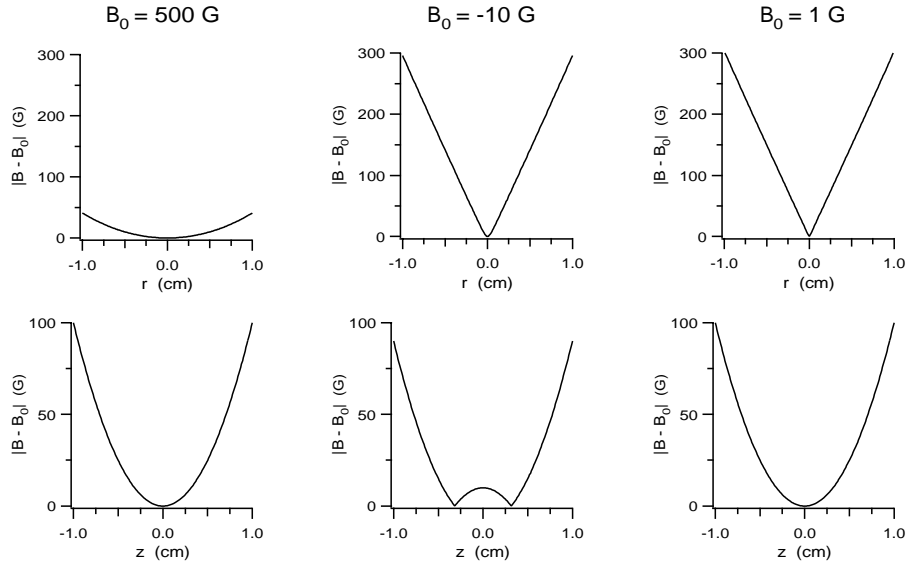 B₀ = 500 G
B₀ = -10 G
B₀ = 1 G
300
200
100
0
|B - B₀| (G)
-1.0
0.0
1.0
r (cm)
300
200
100
0
|B - B₀| (G)
-1.0
0.0
1.0
r (cm)
300
200
100
0
|B - B₀| (G)
-1.0
0.0
1.0
r (cm)
100
50
0
|B - B₀| (G)
-1.0
0.0
1.0
z (cm)
100
50
0
|B - B₀| (G)
-1.0
0.0
1.0
z (cm)
100
50
0
|B - B₀| (G)
-1.0
0.0
1.0
z (cm)